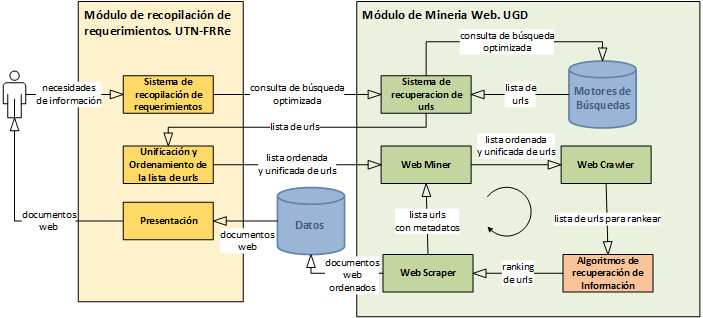 Módulo de recopilación de
requerimientos. UTN-FRRe
Módulo de Mineria Web. UGD
necesidades
de información
Sistema de
recopilación de
requerimientos
consulta de búsqueda
optimizada
Sistema de
recuperacion de
urls
consulta de búsqueda
optimizada
lista de
urls
Motores de
Búsquedas
lista de urls
Unificación y
Ordenamiento de
la lista de urls
lista ordenada
y unificada de urls
Web Miner
lista ordenada
y unificada de urls
Web Crawler
documentos
web
Presentación
documentos
web
Datos
lista urls
con metadatos
lista de urls para rankear
documentos
web
ordenados
Web Scraper
ranking
de urls
Algoritmos de
recuperación de
Información